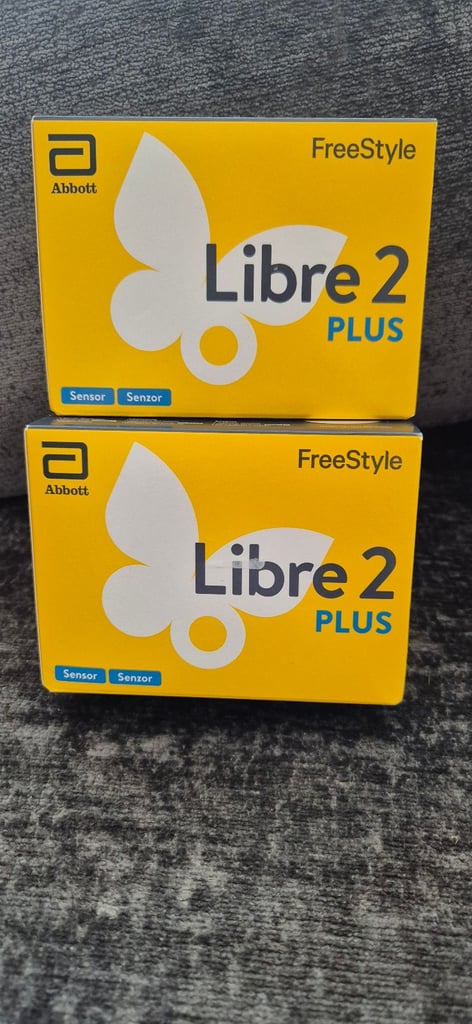 Abbott
FreeStyle
Libre 2
PLUS
Sensor Senzor
Abbott
FreeStyle
Libre 2
PLUS
Sensor Senzor